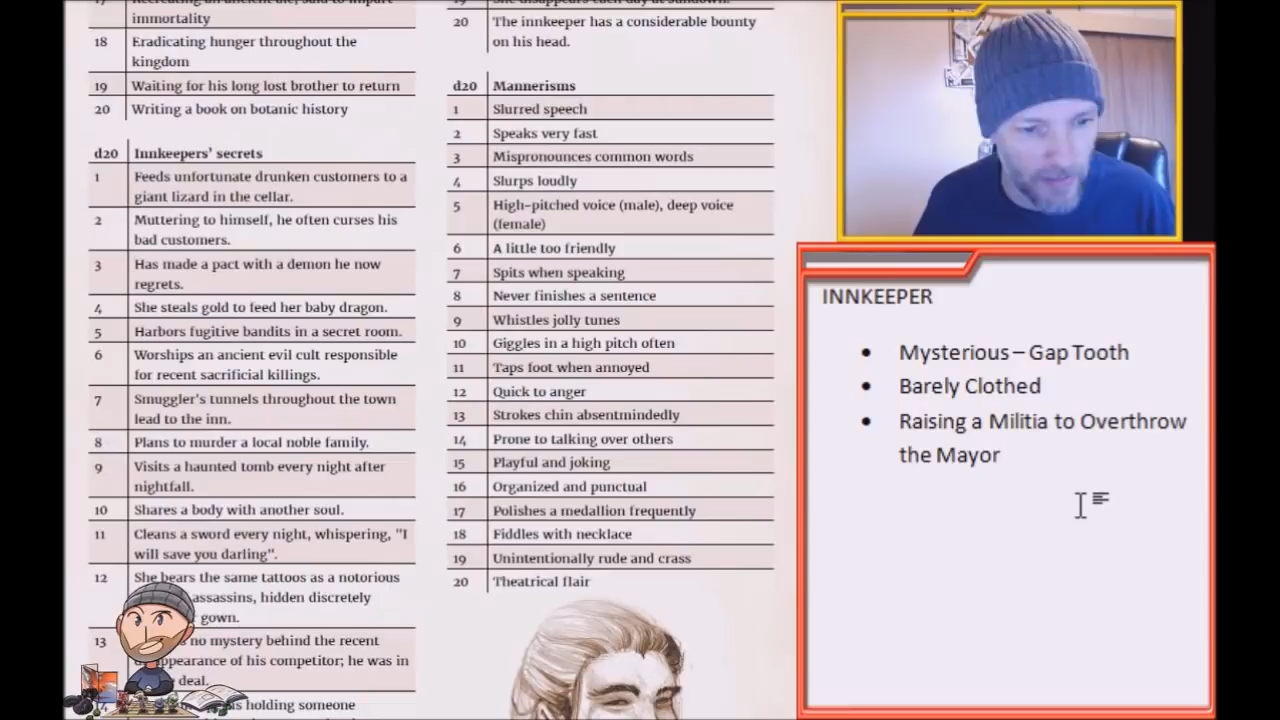 immortality
18 Eradicating hunger throughout the
kingdom
19 Waiting for his long lost brother to return
20 Writing a book on botanic history
d20 Innkeepers' secrets
1 Feeds unfortunate drunken customers to a
giant lizard in the cellar.
2 Muttering to himself, he often curses his
bad customers.
3 Has made a pact with a demon he now
regrets.
4 She steals gold to feed her baby dragon.
5 Harbors fugitive bandits in a secret room.
6 Worships an ancient evil cult responsible
for recent sacrificial killings.
7 Smuggler's tunnels throughout the town
lead to the inn.
8 Plans to murder a local noble family.
9 Visits a haunted tomb every night after
nightfall.
10 Shares a body with another soul.
11 Cleans a sword every night, whispering, "I
will save you darling".
12 She bears the same tattoos as a notorious
assassins, hidden discretely
gown.
13 no mystery behind the recent
of his competitor; he was in
deal.
holding someone
20 The innkeeper has a considerable bounty
on his head.
d20 Mannerisms
1 Slurred speech
2 Speaks very fast
3 Mispronounces common words
4 Slurps loudly
5 High-pitched voice (male), deep voice
(female)
6 A little too friendly
7 Spits when speaking
8 Never finishes a sentence
9 Whistles jolly tunes
10 Giggles in a high pitch often
11 Taps foot when annoyed
12 Quick to anger
13 Strokes chin absentmindedly
14 Prone to talking over others
15 Playful and joking
16 Organized and punctual
17 Polishes a medallion frequently
18 Fiddles with necklace
19 Unintentionally rude and crass
20 Theatrical flair
INNKEEPER
• Mysterious – Gap Tooth
• Barely Clothed
• Raising a Militia to Overthrow
the Mayor